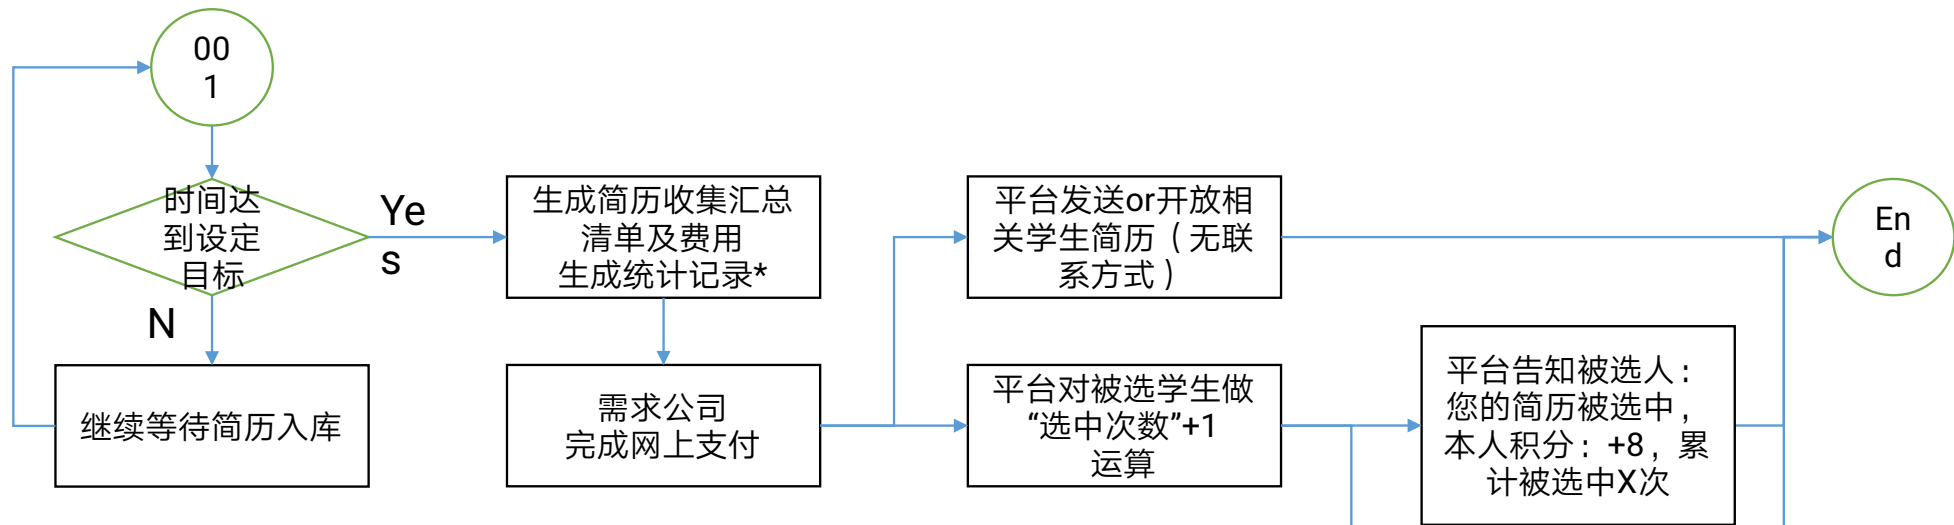 00
1
时间达
到设定
目标
Ye
s
N
继续等待简历入库
生成简历收集汇总
清单及费用
生成统计记录*
需求公司
完成网上支付
平台发送or开放相
关学生简历（无联
系方式）
平台对被选学生做
“选中次数”+1
运算
平台告知被选人：
您的简历被选中，
本人积分：+8，累
计被选中X次
En
d